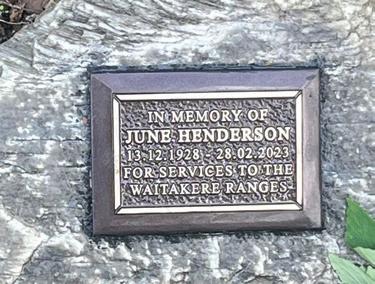 IN MEMORY OF
JUNE HENDERSON
13.12.1928 - 28.02.2023
FOR SERVICES TO THE
WAITAKERE RANGES